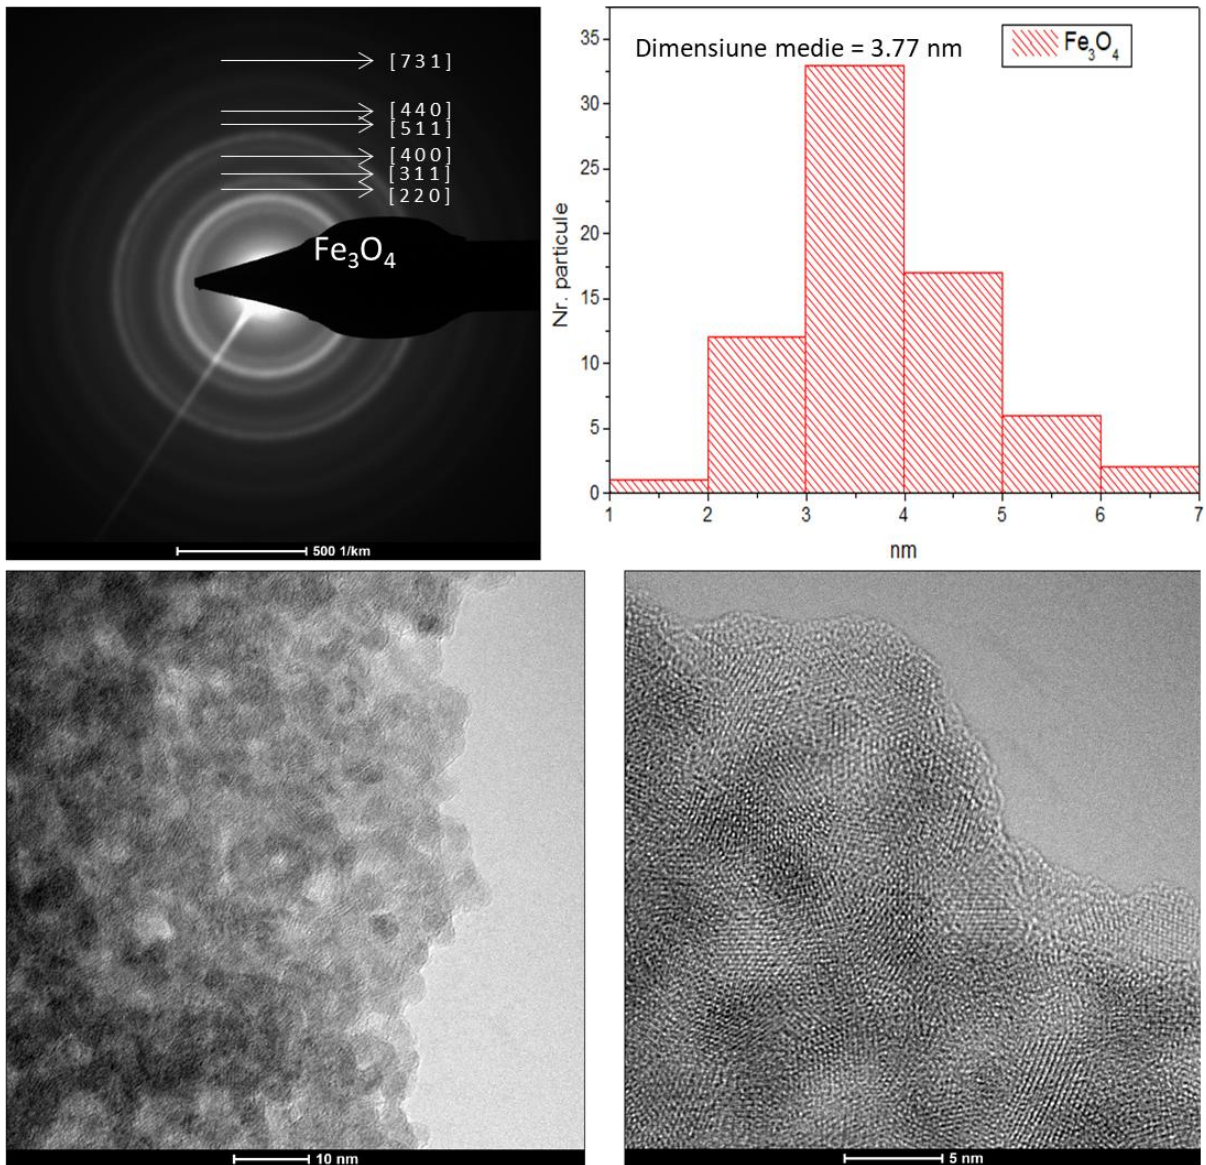 [ 7 3 1 ]
[ 4 4 0 ]
[ 5 1 1 ]
[ 4 0 0 ]
[ 3 1 1 ]
[ 2 2 0 ]
Fe₃O₄
500 1/km
Dimensiune medie = 3.77 nm
Fe₃O₄
Nr. particule
35
30
25
20
15
10
5
0
1 2 3 4 5 6 7
nm
10 nm
5 nm